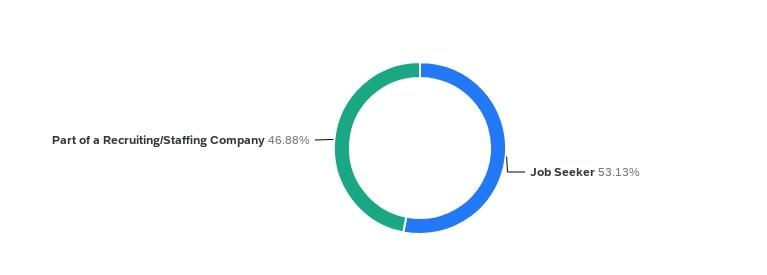 Part of a Recruiting/Staffing Company 46.88%
Job Seeker 53.13%